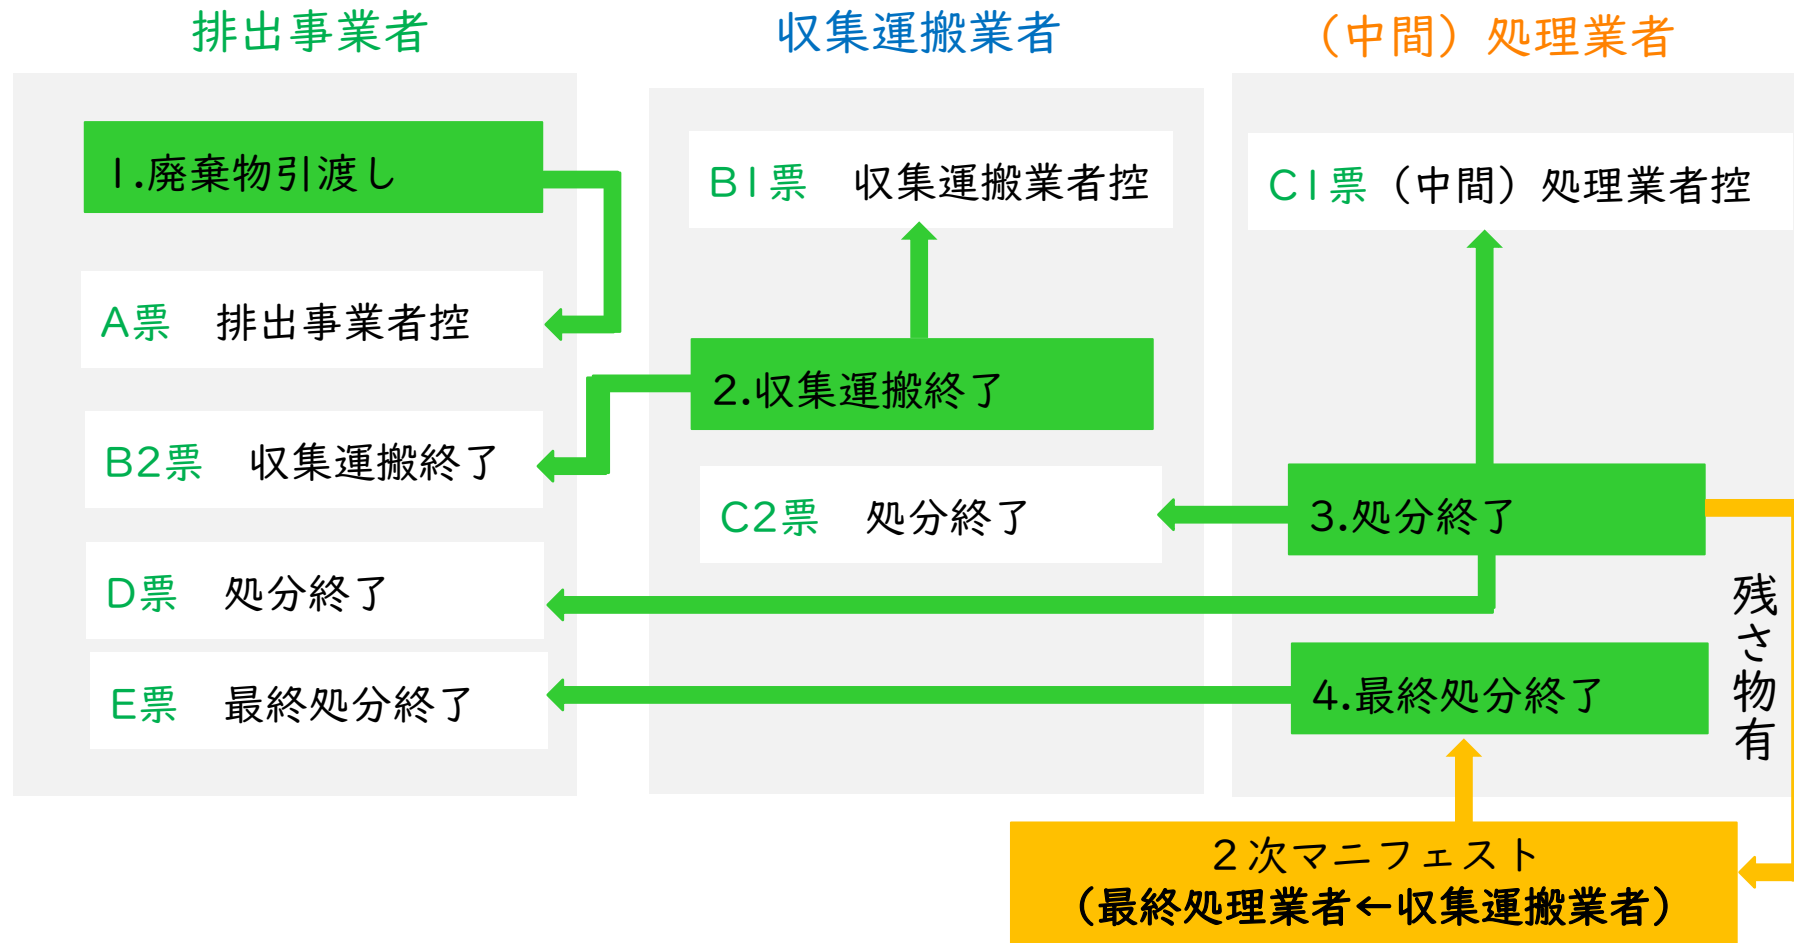 排出事業者
収集運搬業者
（中間）処理業者
1.廃棄物引渡し
A票 排出事業者控
B2票 収集運搬終了
D票 処分終了
E票 最終処分終了
B1票 収集運搬業者控
2.収集運搬終了
C2票 処分終了
C1票（中間）処理業者控
3.処分終了
4.最終処分終了
残さ物有
２次マニフェスト
（最終処理業者←収集運搬業者）